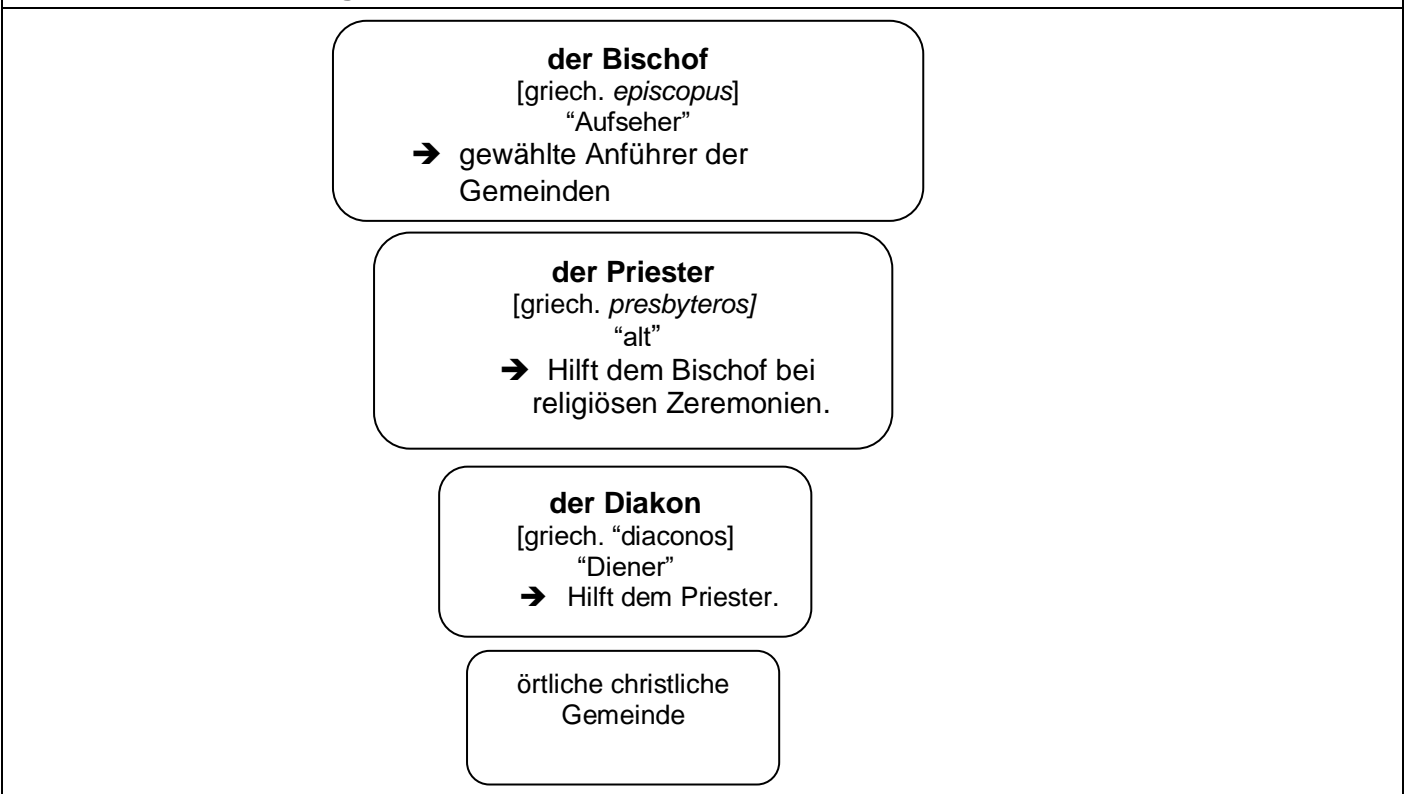 der Bischof
[griech. episcopus]
“Aufseher”
➔ gewählte Anführer der
Gemeinden
der Priester
[griech. presbyteros]
“alt”
➔ Hilft dem Bischof bei
religiösen Zeremonien.
der Diakon
[griech. “diaconos]
“Diener”
➔ Hilft dem Priester.
örtliche christliche
Gemeinde